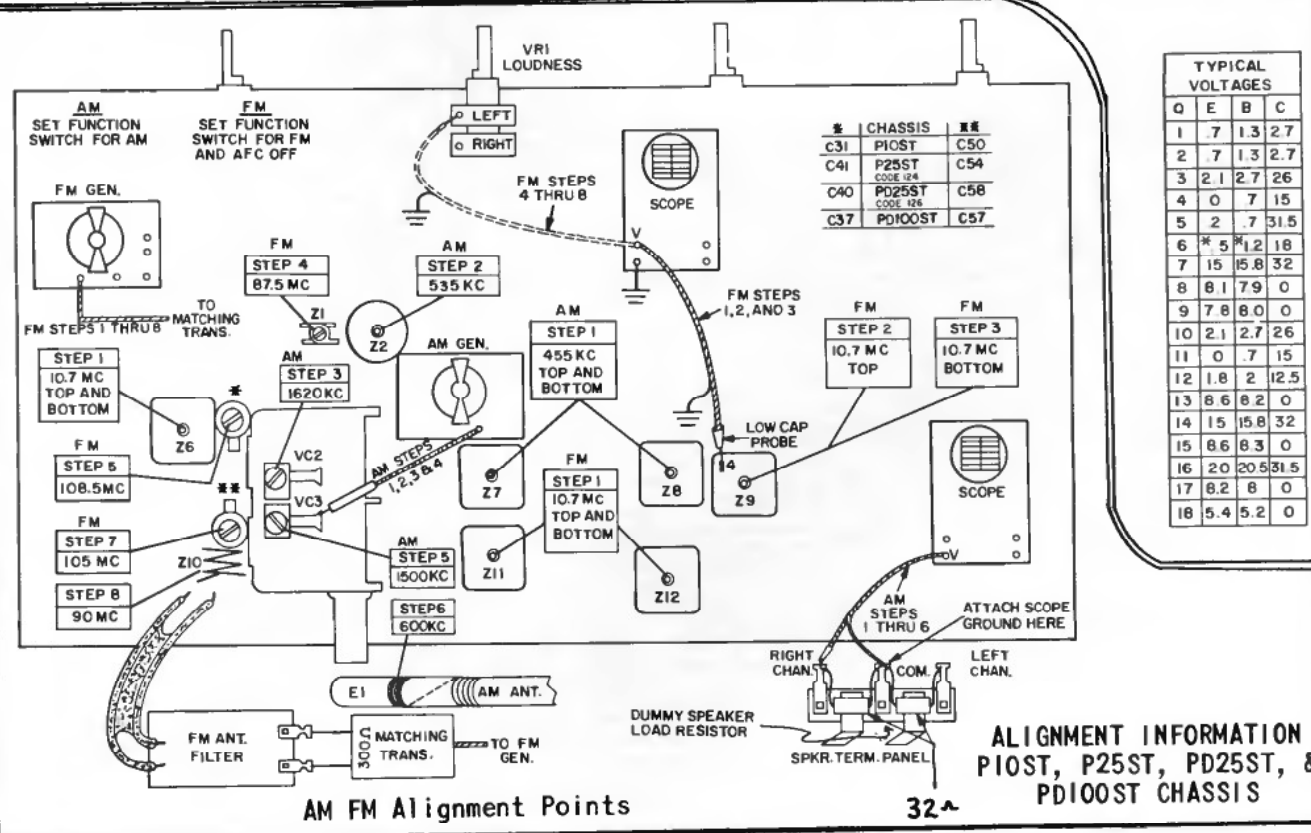 VR1
LOUDNESS
AM
SET FUNCTION
SWITCH FOR AM
FM
SET FUNCTION
SWITCH FOR FM
AND AFC OFF
LEFT
RIGHT
FM STEPS
4 THRU 8
SCOPE
V
* CHASSIS **
C31 P10ST C50
C41 P25ST C54
CODE 124
C40 PD25ST C58
CODE 126
C37 PD100ST C57
TYPICAL
VOLTAGES
Q E B C
1 .7 1.3 2.7
2 .7 1.3 2.7
3 2.1 2.7 26
4 0 .7 15
5 2 .7 31.5
6 * 5 *1.2 18
7 15 15.8 32
8 8.1 7.9 0
9 7.8 8.0 0
10 2.1 2.7 26
11 0 .7 15
12 1.8 2 12.5
13 8.6 8.2 0
14 15 15.8 32
15 8.6 8.3 0
16 20 20.5 31.5
17 8.2 8 0
18 5.4 5.2 0
FM GEN.
FM STEPS 1 THRU 8
TO
MATCHING
TRANS.
FM
STEP 4
87.5 MC
Z1
AM
STEP 2
535 KC
Z2
FM STEPS
1,2, AND 3
STEP 1
10.7 MC
TOP AND
BOTTOM
Z6
*
AM
STEP 3
1620KC
AM GEN.
AM
STEP 1
455 KC
TOP AND
BOTTOM
FM
STEP 2
10.7 MC
TOP
FM
STEP 3
10.7 MC
BOTTOM
LOW CAP
PROBE
14
FM
STEP 5
108.5MC
**
VC2
VC3
AM STEPS
1, 2, 3 & 4
Z7
Z8
Z9
FM
STEP 1
10.7 MC
TOP AND
BOTTOM
SCOPE
V
FM
STEP 7
105 MC
Z10
STEP 8
90 MC
AM
STEP 5
1500KC
Z11
Z12
STEP6
600KC
AM
STEPS
1 THRU 6
ATTACH SCOPE
GROUND HERE
RIGHT
CHAN.
COM.
LEFT
CHAN.
E1
AM ANT.
FM ANT.
FILTER
300Ω
MATCHING
TRANS.
TO FM
GEN.
DUMMY SPEAKER
LOAD RESISTOR
SPKR. TERM. PANEL
32
AM FM Alignment Points
ALIGNMENT INFORMATION
P10ST, P25ST, PD25ST, &
PD100ST CHASSIS